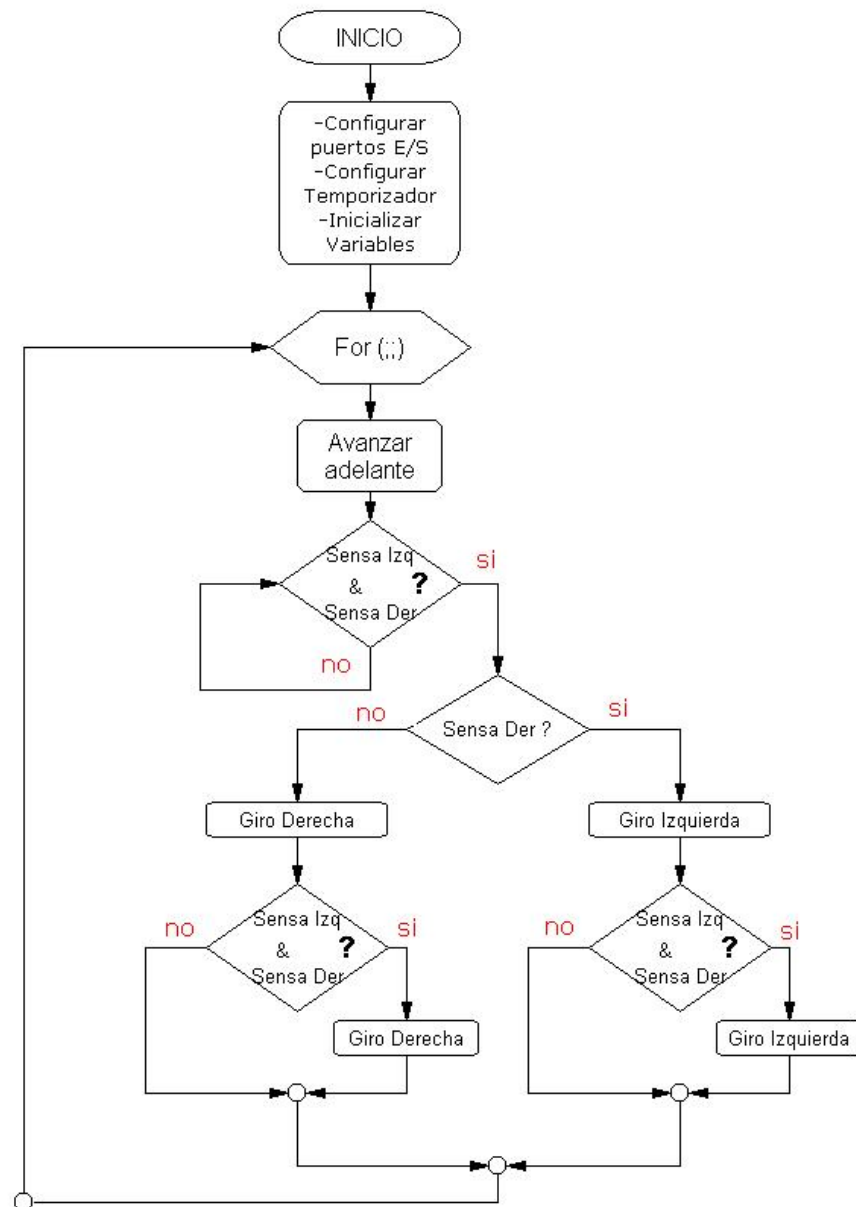 INICIO
-Configurar
puertos E/S
-Configurar
Temporizador
-Inicializar
Variables
For (;;)
Avanzar
adelante
Sensa Izq
& ?
Sensa Der
si
no
Sensa Der ?
no
si
Giro Derecha
Giro Izquierda
Sensa Izq
& ?
Sensa Der
no
si
Sensa Izq
& ?
Sensa Der
no
si
Giro Derecha
Giro Izquierda